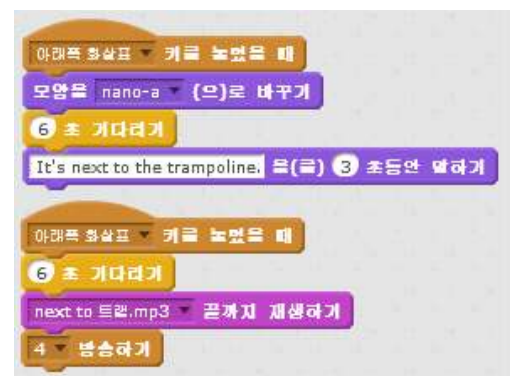 아래쪽 화살표 키를 눌렀을 때
모양을 nano-a (으)로 바꾸기
6 초 기다리기
It's next to the trampoline. 을(를) 3 초동안 말하기
아래쪽 화살표 키를 눌렀을 때
6 초 기다리기
next to 트램.mp3 끝까지 재생하기
4 방송하기